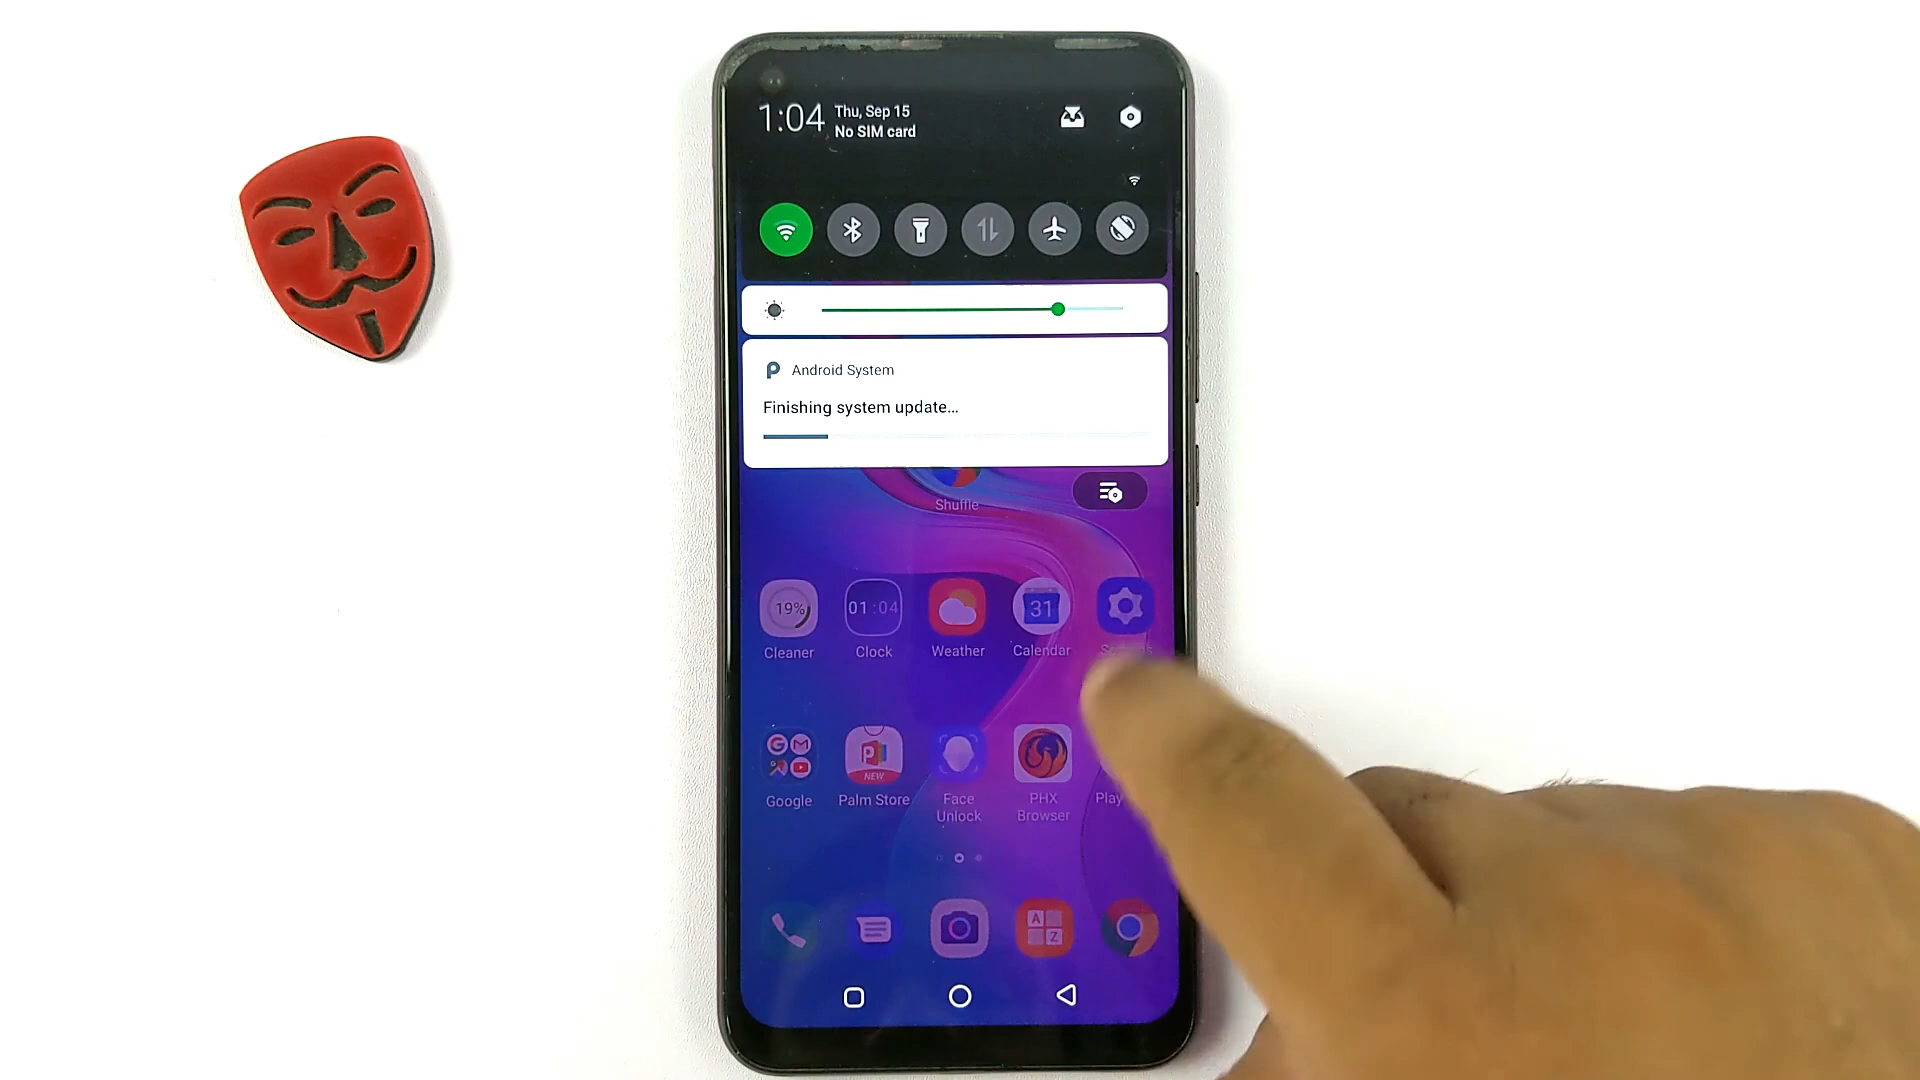 1:04
Thu, Sep 15
No SIM card
Android System
Finishing system update...
Shuffle
19%
01:04
31
Cleaner
Clock
Weather
Calendar
NEW
Google
Palm Store
Face
Unlock
PHX
Browser
Play
A
Z